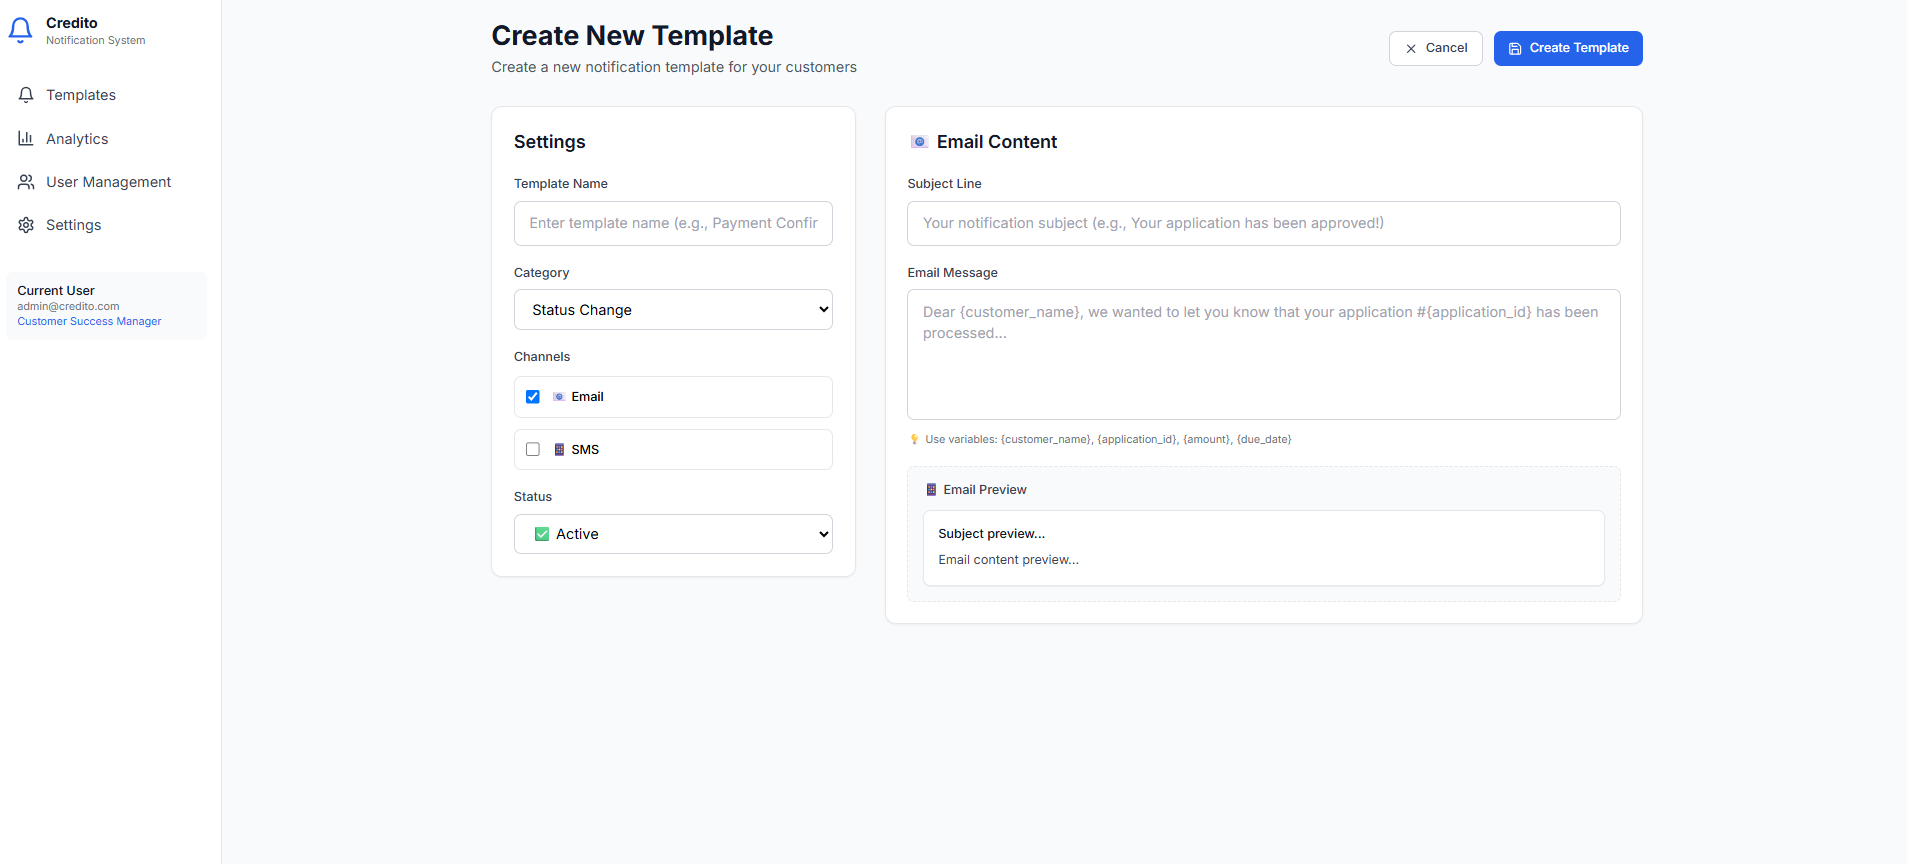 Credito
Notification System
Templates
Analytics
User Management
Settings
Current User
admin@credito.com
Customer Success Manager
Create New Template
Create a new notification template for your customers
Cancel
Create Template
Settings
Template Name
Enter template name (e.g., Payment Confir
Category
Status Change
Channels
Email
SMS
Status
Active
Email Content
Subject Line
Your notification subject (e.g., Your application has been approved!)
Email Message
Dear {customer_name}, we wanted to let you know that your application #{application_id} has been
processed...
Use variables: {customer_name}, {application_id}, {amount}, {due_date}
Email Preview
Subject preview...
Email content preview...